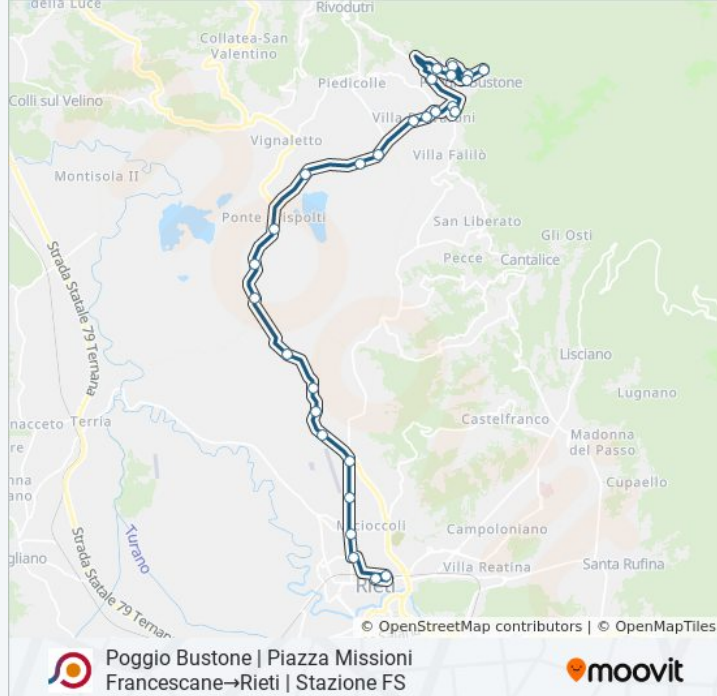 della Luce
Rivodutri
Collatea-San
Valentino
Piedicolle
Bustone
Colli sul Velino
Villa
Vignaletto
Villa Falilò
Montisola II
Ponte
San Liberato
Gli Osti
Pecce
Cantalice
Strada Statale 79 Ternana
Lisciano
Lugnano
Castelfranco
Terria
Madonna
del Passo
Cupaello
Turano
Campoloniano
Villa Reatina
Santa Rufina
Strada Statale 79 Ternan
Rieti
© OpenStreetMap contributors | © OpenMapTiles
Poggio Bustone | Piazza Missioni
Francescane→Rieti | Stazione FS
moovit